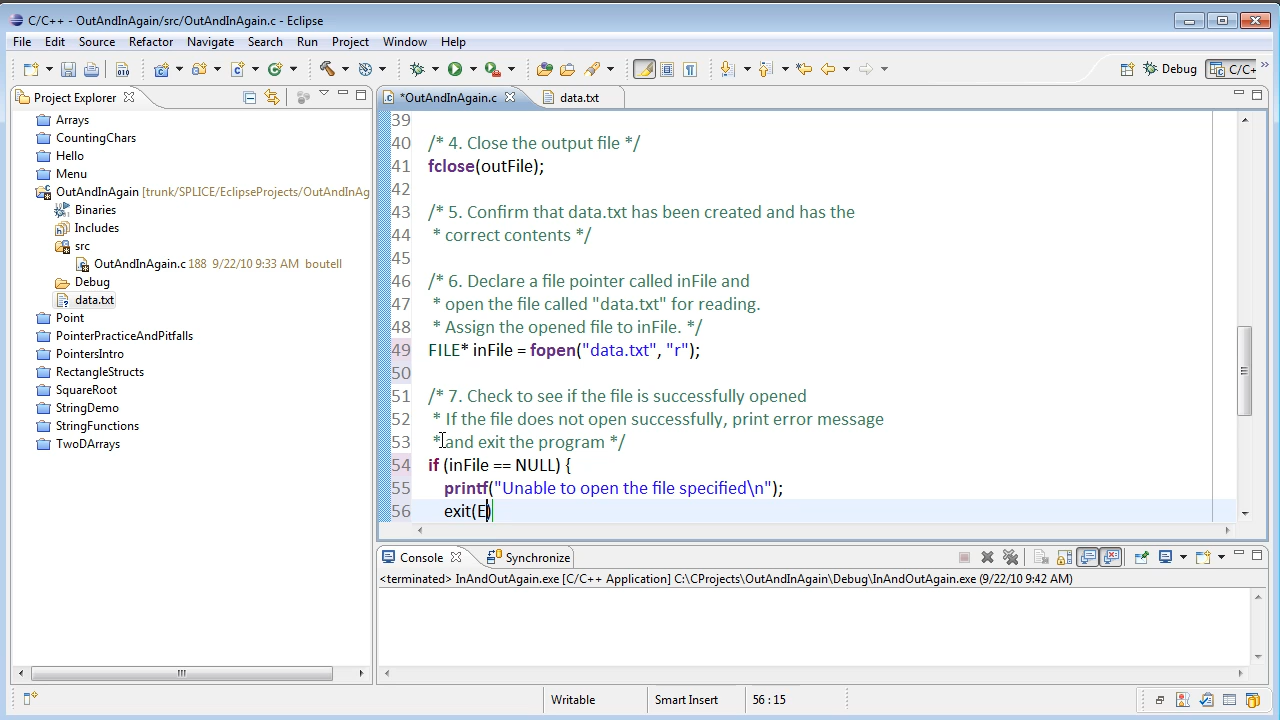 C/C++ - OutAndInAgain/src/OutAndInAgain.c - Eclipse
File Edit Source Refactor Navigate Search Run Project Window Help
Debug C/C+
Project Explorer
*OutAndInAgain.c data.txt
Arrays
CountingChars
Hello
Menu
OutAndInAgain [trunk/SPLICE/EclipseProjects/OutAndInAg
Binaries
Includes
src
OutAndInAgain.c 188 9/22/10 9:33 AM boutell
Debug
data.txt
Point
PointerPracticeAndPitfalls
PointersIntro
RectangleStructs
SquareRoot
StringDemo
StringFunctions
TwoDArrays
39
40 /* 4. Close the output file */
41 fclose(outFile);
42
43 /* 5. Confirm that data.txt has been created and has the
44 * correct contents */
45
46 /* 6. Declare a file pointer called inFile and
47 * open the file called "data.txt" for reading.
48 * Assign the opened file to inFile. */
49 FILE* inFile = fopen("data.txt", "r");
50
51 /* 7. Check to see if the file is successfully opened
52 * If the file does not open successfully, print error message
53 * and exit the program */
54 if (inFile == NULL) {
55 printf("Unable to open the file specified\n");
56 exit(E)
Console Synchronize
<terminated> InAndOutAgain.exe [C/C++ Application] C:\CProjects\OutAndInAgain\Debug\InAndOutAgain.exe (9/22/10 9:42 AM)
Writable Smart Insert 56 : 15